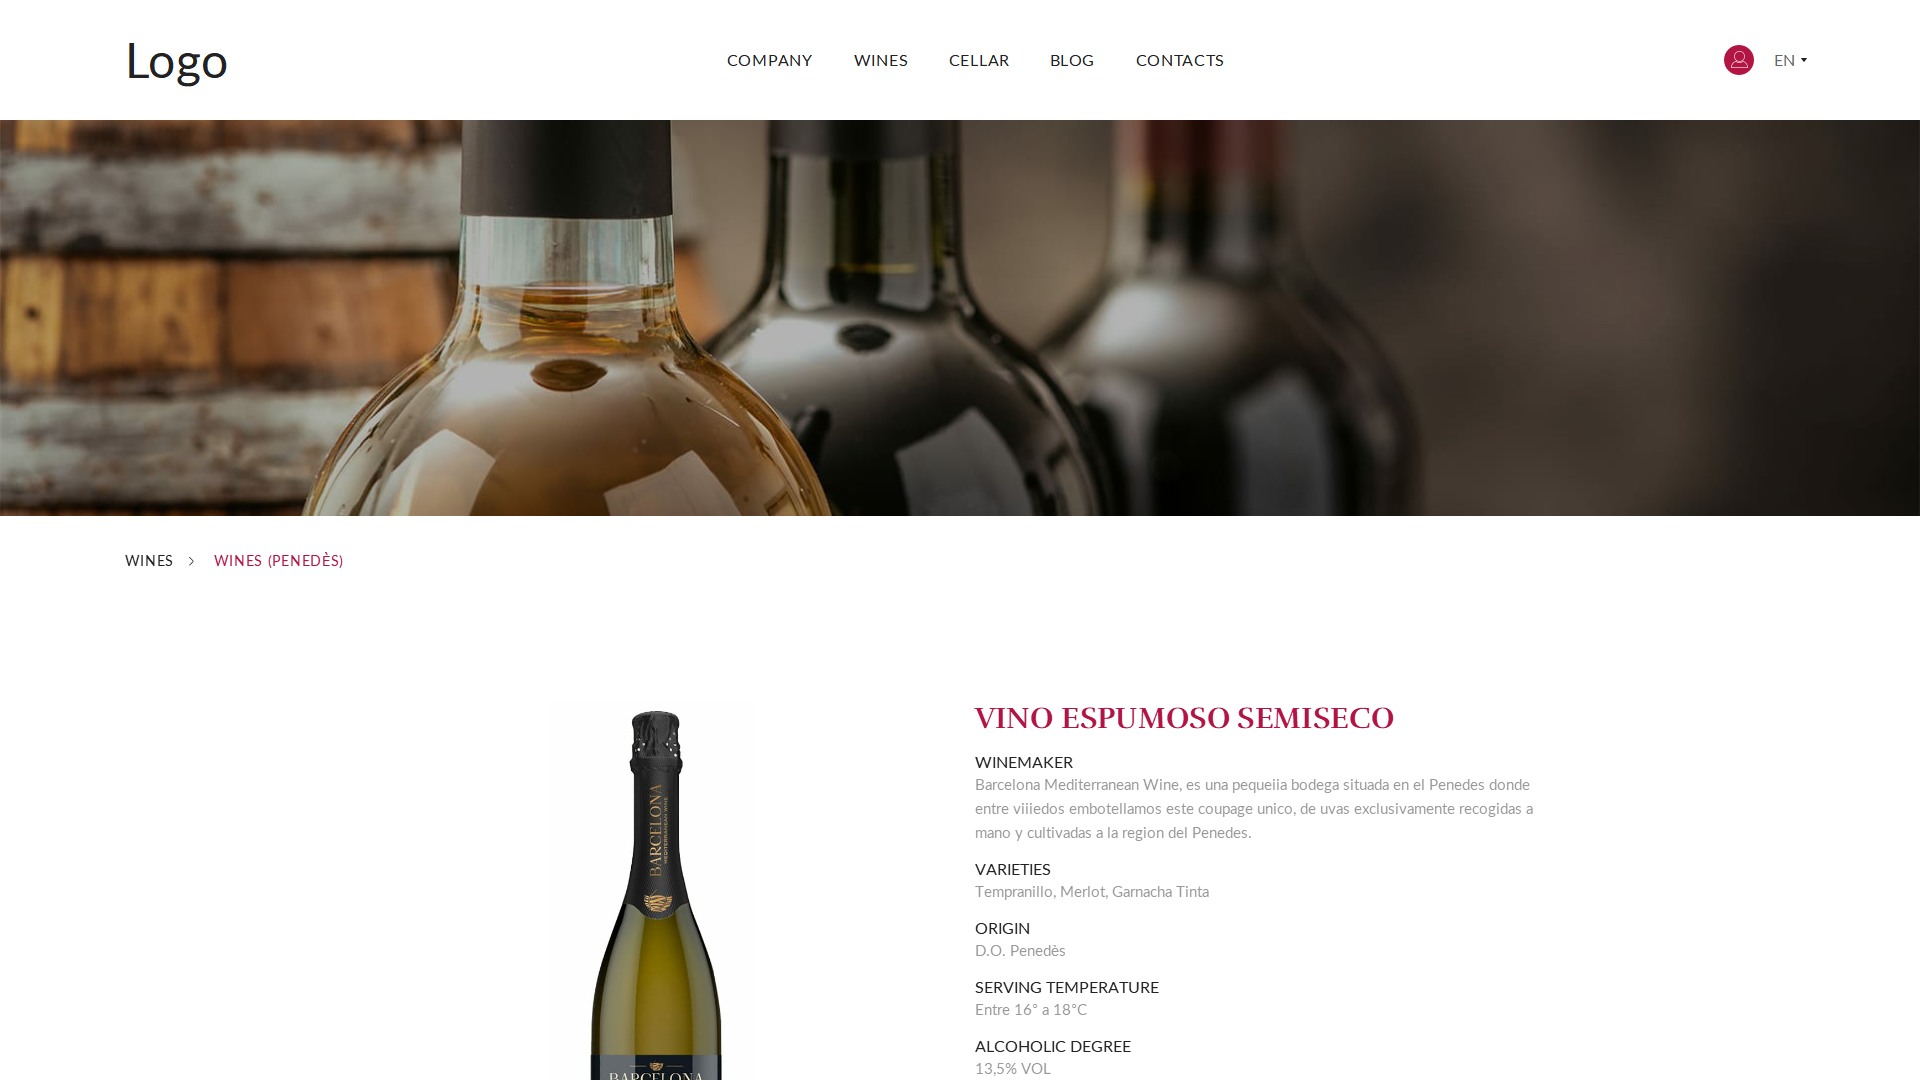 Logo
COMPANY WINES CELLAR BLOG CONTACTS
EN
WINES > WINES (PENEDÈS)
BARCELONA
MEDITERRANEAN WINE
BARCELONA
VINO ESPUMOSO SEMISECO
WINEMAKER
Barcelona Mediterranean Wine, es una pequeiia bodega situada en el Penedes donde
entre viiiedos embotellamos este coupage unico, de uvas exclusivamente recogidas a
mano y cultivadas a la region del Penedes.
VARIETIES
Tempranillo, Merlot, Garnacha Tinta
ORIGIN
D.O. Penedès
SERVING TEMPERATURE
Entre 16° a 18°C
ALCOHOLIC DEGREE
13,5% VOL